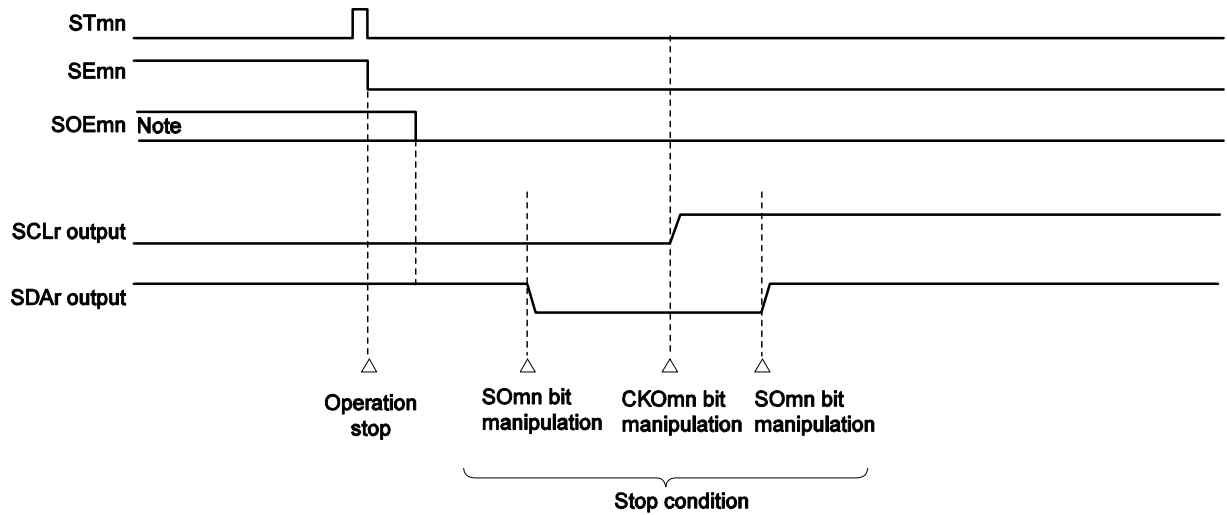 STmn
SEmn
SOEmn Note
SCLr output
SDAr output
Operation
stop
SOmn bit
manipulation
CKOmn bit
manipulation
SOmn bit
manipulation
Stop condition